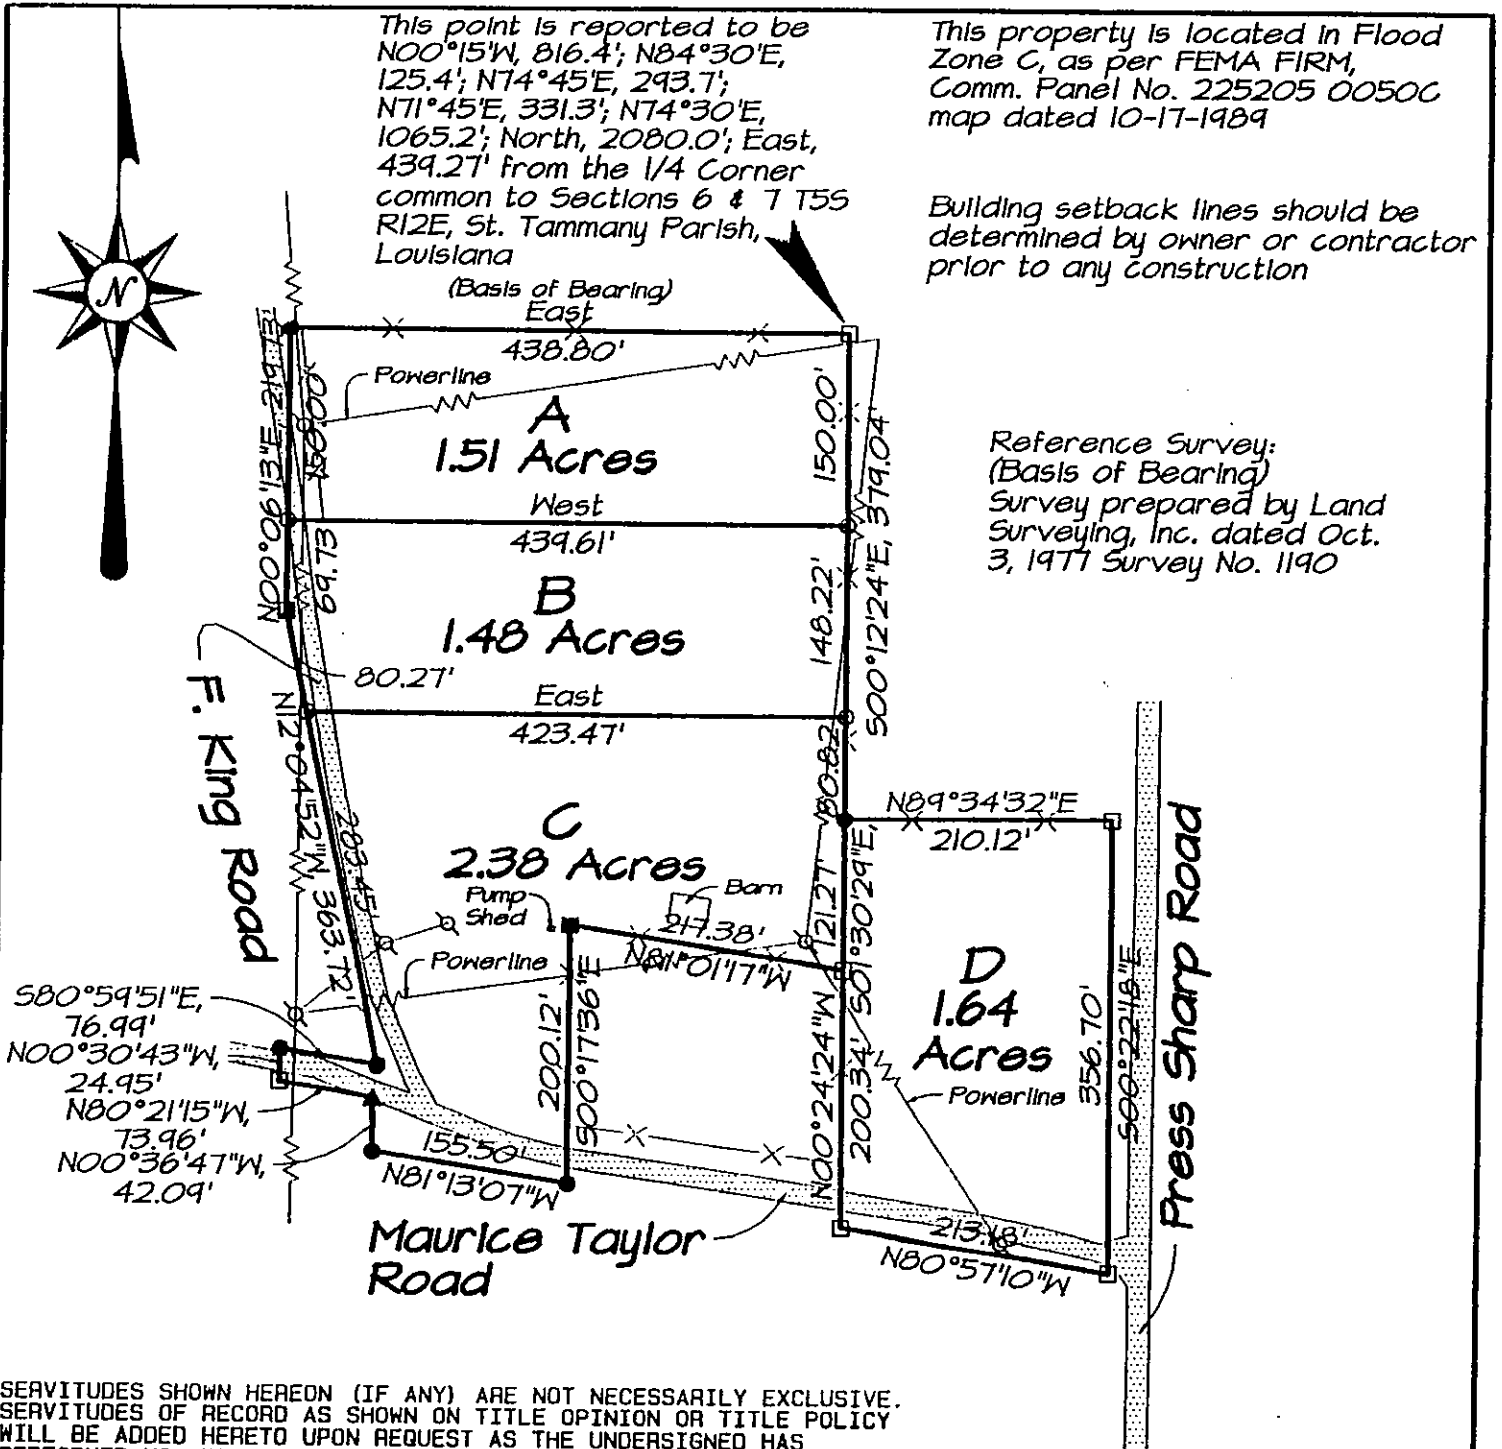 This point is reported to be
N00°15'W, 816.4'; N84°30'E,
125.4'; N74°45'E, 293.7';
N71°45'E, 331.3'; N74°30'E,
1065.2'; North, 2080.0'; East,
439.27' from the 1/4 Corner
common to Sections 6 & 7 T5S
R12E, St. Tammany Parish,
Louisiana
This property is located in Flood
Zone C, as per FEMA FIRM,
Comm. Panel No. 225205 0050C
map dated 10-17-1989
Building setback lines should be
determined by owner or contractor
prior to any construction
N
(Basis of Bearing)
East
438.80'
Powerline
A
1.51 Acres
N00°06'31"E, 219.73'
150.00'
150.00'
S00°12'24"E, 379.04'
Reference Survey:
(Basis of Bearing)
Survey prepared by Land
Surveying, Inc. dated Oct.
3, 1977 Survey No. 1190
West
439.61'
69.73
B
1.48 Acres
148.22'
80.27'
East
423.47'
F. King Road
N12°04'52"W, 363.72'
283.45'
80.82
C
2.38 Acres
Pump
Shed
Barn
217.38'
N81°01'17"W
121.27'
S01°30'29"E,
N89°34'32"E
210.12'
Powerline
D
1.64
Acres
356.70'
S00°22'18"E
Press Sharp Road
Powerline
200.12'
S00°17'36"E
N00°24'24"W
200.34'
S80°59'51"E,
76.99'
N00°30'43"W,
24.95'
N80°21'15"W,
73.96'
N00°36'47"W,
42.09'
155.50'
N81°13'07"W
213.18'
N80°57'10"W
Maurice Taylor
Road
SERVITUDES SHOWN HEREON (IF ANY) ARE NOT NECESSARILY EXCLUSIVE.
SERVITUDES OF RECORD AS SHOWN ON TITLE OPINION OR TITLE POLICY
WILL BE ADDED HERETO UPON REQUEST AS THE UNDERSIGNED HAS